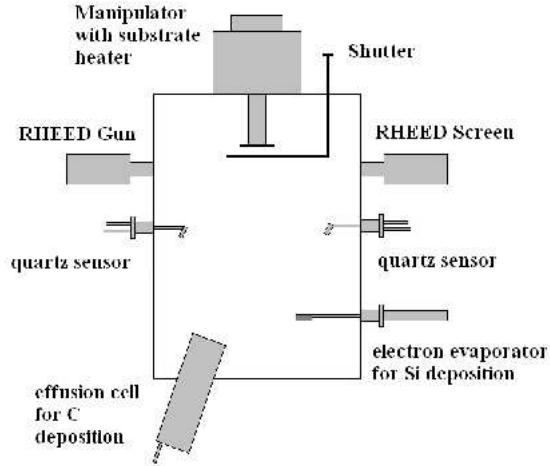 Manipulator
with substrate
heater
Shutter
RHEED Gun
RHEED Screen
quartz sensor
quartz sensor
electron evaporator
for Si deposition
effusion cell
for C
deposition